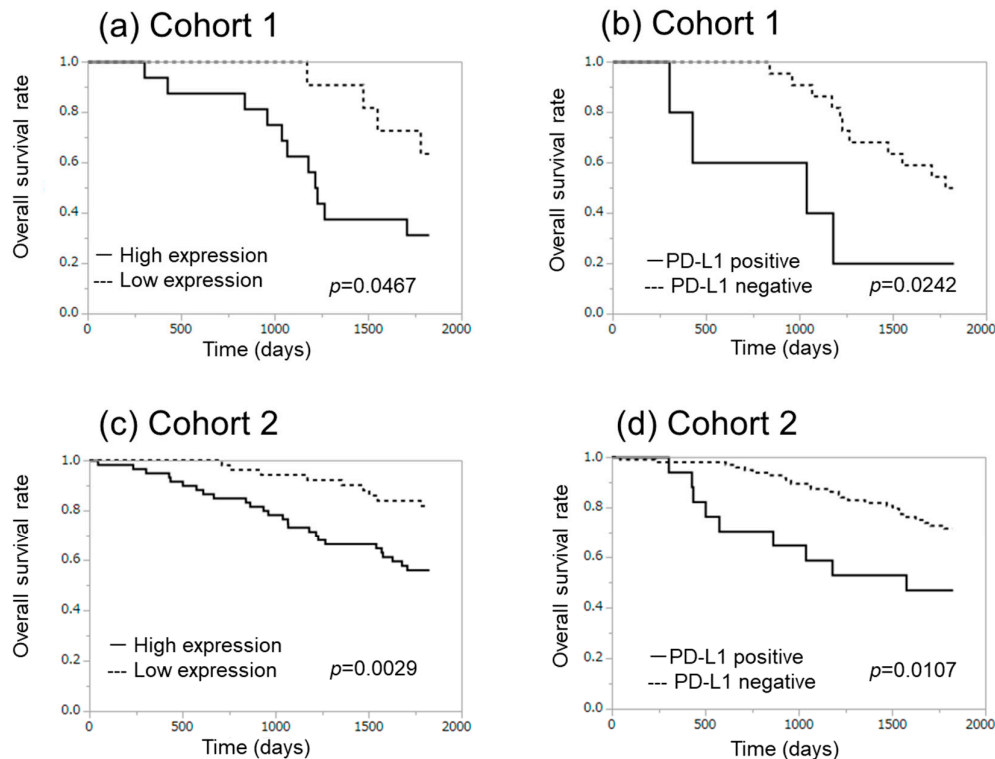 (a) Cohort 1
Overall survival rate
1.0
0.8
0.6
0.4
0.2
0.0
High expression
Low expression
p=0.0467
0 500 1000 1500 2000
Time (days)
(b) Cohort 1
Overall survival rate
1.0
0.8
0.6
0.4
0.2
0.0
PD-L1 positive
PD-L1 negative
p=0.0242
0 500 1000 1500 2000
Time (days)
(c) Cohort 2
Overall survival rate
1.0
0.8
0.6
0.4
0.2
0.0
High expression
Low expression
p=0.0029
0 500 1000 1500 2000
Time (days)
(d) Cohort 2
Overall survival rate
1.0
0.8
0.6
0.4
0.2
0.0
PD-L1 positive
PD-L1 negative
p=0.0107
0 500 1000 1500 2000
Time (days)